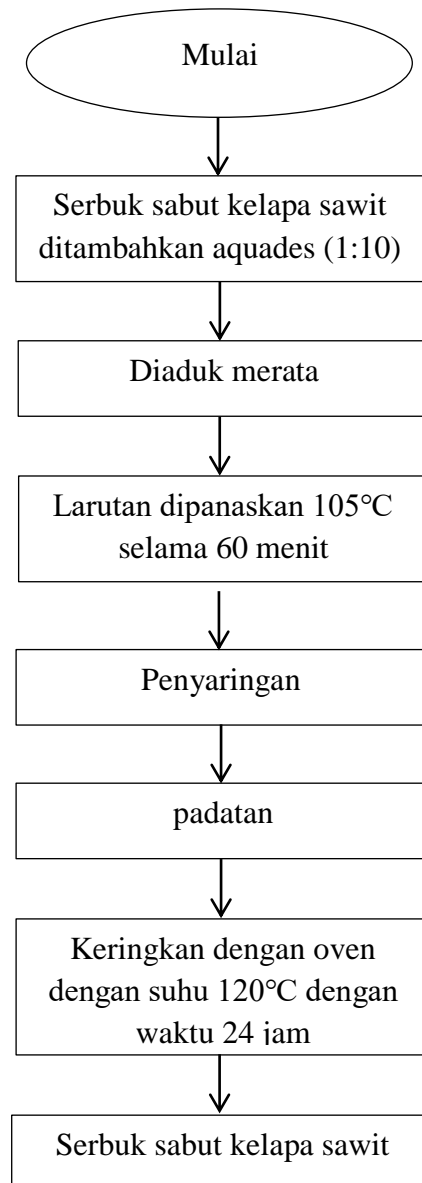 Mulai
Serbuk sabut kelapa sawit
ditambahkan aquades (1:10)
Diaduk merata
Larutan dipanaskan 105°C
selama 60 menit
Penyaringan
padatan
Keringkan dengan oven
dengan suhu 120°C dengan
waktu 24 jam
Serbuk sabut kelapa sawit